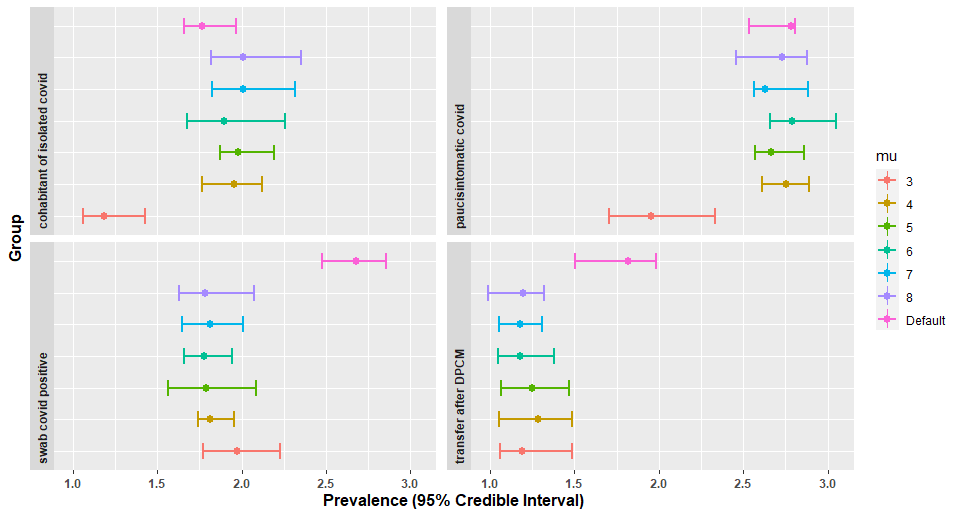 cohabitant of isolated covid
paucisintomatic covid
swab covid positive
transfer after DPCM
Group
1.0 1.5 2.0 2.5 3.0
1.0 1.5 2.0 2.5 3.0
Prevalence (95% Credible Interval)
mu
3
4
5
6
7
8
Default